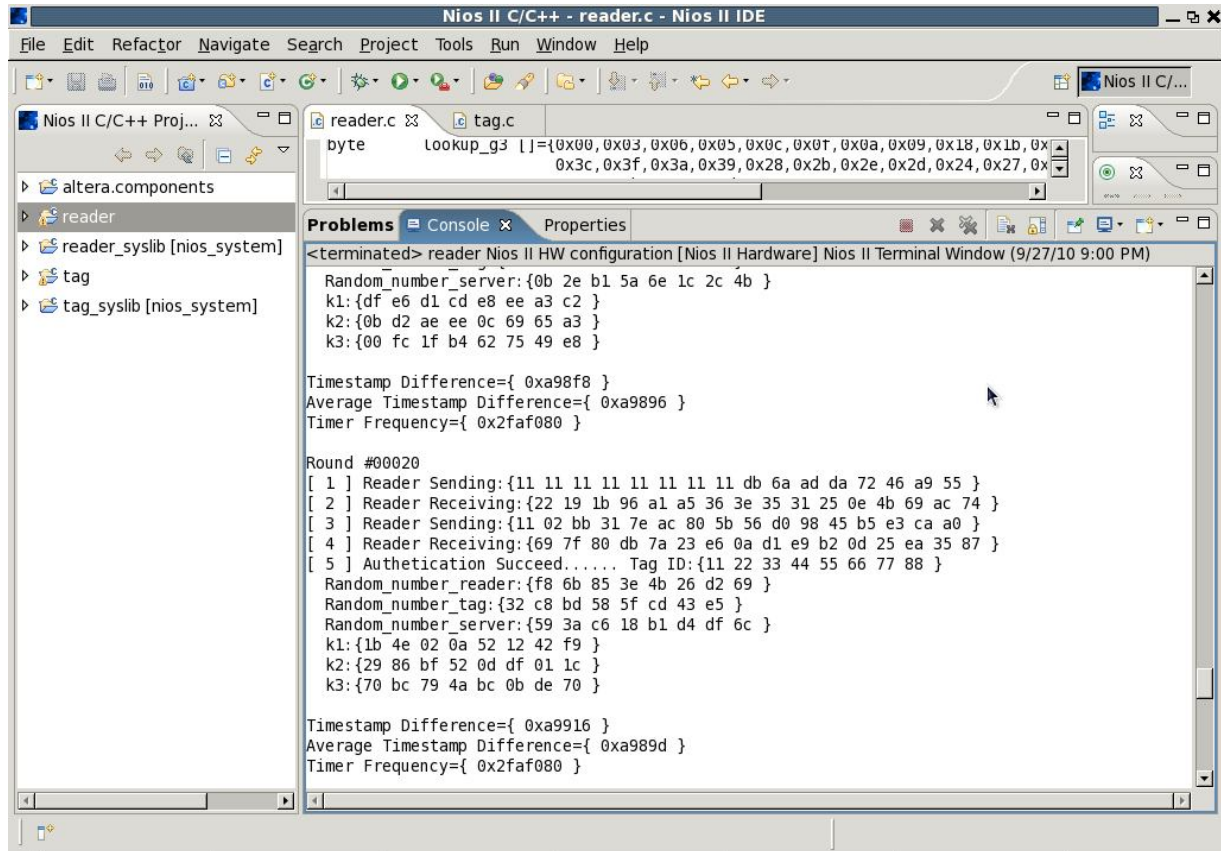 Nios II C/C++ - reader.c - Nios II IDE
File Edit Refactor Navigate Search Project Tools Run Window Help
Nios II C/...
Nios II C/C++ Proj...
reader.c tag.c
altera.components
reader
reader_syslib [nios_system]
tag
tag_syslib [nios_system]
byte lookup_g3 []={0x00,0x03,0x06,0x05,0x0c,0x0f,0x0a,0x09,0x18,0x1b,0x
0x3c,0x3f,0x3a,0x39,0x28,0x2b,0x2e,0x2d,0x24,0x27,0x
Problems Console Properties
<terminated> reader Nios II HW configuration [Nios II Hardware] Nios II Terminal Window (9/27/10 9:00 PM)
Random_number_server:{0b 2e b1 5a 6e 1c 2c 4b }
k1:{df e6 d1 cd e8 ee a3 c2 }
k2:{0b d2 ae ee 0c 69 65 a3 }
k3:{00 fc 1f b4 62 75 49 e8 }
Timestamp Difference={ 0xa98f8 }
Average Timestamp Difference={ 0xa9896 }
Timer Frequency={ 0x2faf080 }
Round #00020
[ 1 ] Reader Sending:{11 11 11 11 11 11 11 11 db 6a ad da 72 46 a9 55 }
[ 2 ] Reader Receiving:{22 19 1b 96 a1 a5 36 3e 35 31 25 0e 4b 69 ac 74 }
[ 3 ] Reader Sending:{11 02 bb 31 7e ac 80 5b 56 d0 98 45 b5 e3 ca a0 }
[ 4 ] Reader Receiving:{69 7f 80 db 7a 23 e6 0a d1 e9 b2 0d 25 ea 35 87 }
[ 5 ] Authetication Succeed...... Tag ID:{11 22 33 44 55 66 77 88 }
Random_number_reader:{f8 6b 85 3e 4b 26 d2 69 }
Random_number_tag:{32 c8 bd 58 5f cd 43 e5 }
Random_number_server:{59 3a c6 18 b1 d4 df 6c }
k1:{1b 4e 02 0a 52 12 42 f9 }
k2:{29 86 bf 52 0d df 01 1c }
k3:{70 bc 79 4a bc 0b de 70 }
Timestamp Difference={ 0xa9916 }
Average Timestamp Difference={ 0xa989d }
Timer Frequency={ 0x2faf080 }